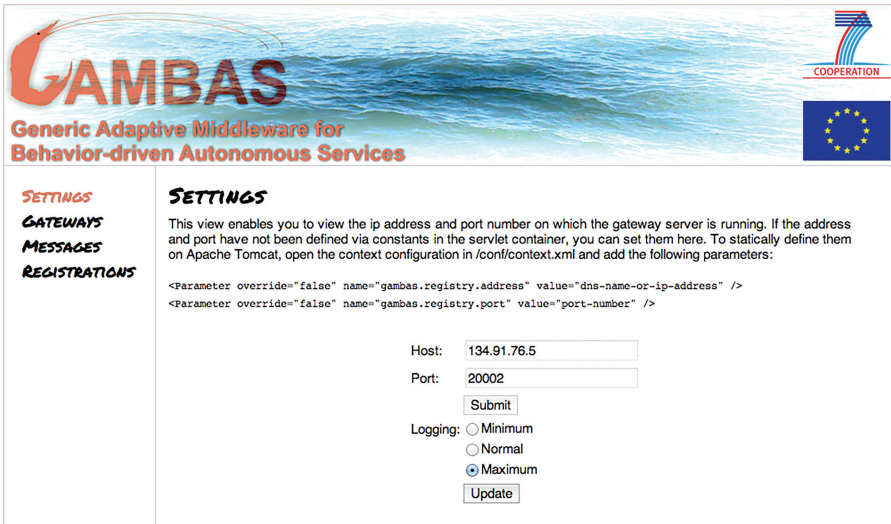 GAMBAS
Generic Adaptive Middleware for
Behavior-driven Autonomous Services
7
COOPERATION
Settings
Gateways
Messages
Registrations
Settings
This view enables you to view the ip address and port number on which the gateway server is running. If the address
and port have not been defined via constants in the servlet container, you can set them here. To statically define them
on Apache Tomcat, open the context configuration in /conf/context.xml and add the following parameters:
<Parameter override="false" name="gambas.registry.address" value="dns-name-or-ip-address" />
<Parameter override="false" name="gambas.registry.port" value="port-number" />
Host: 134.91.76.5
Port: 20002
Submit
Logging: Minimum
Normal
Maximum
Update